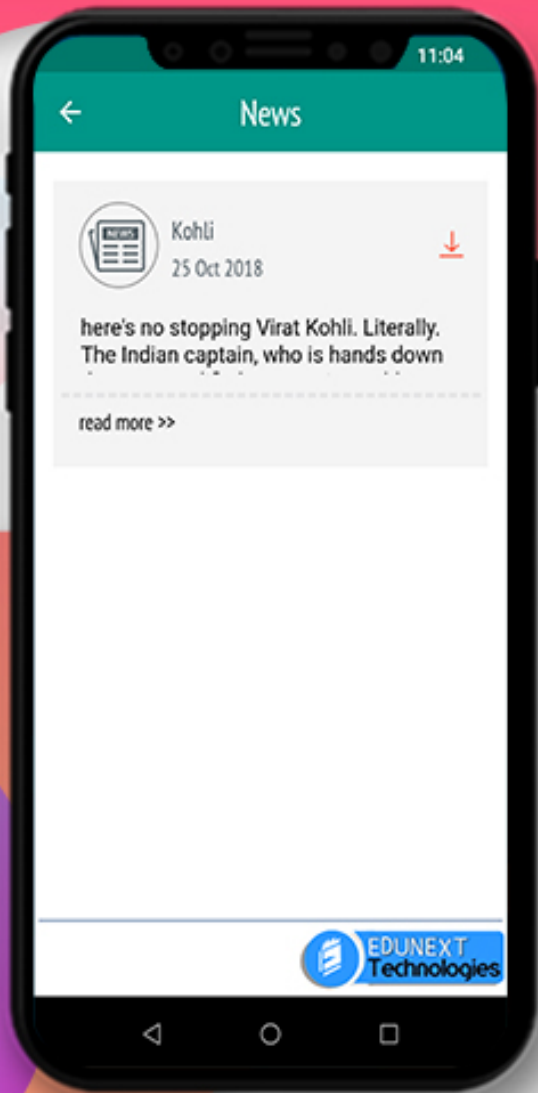 11:04
News
NEWS
Kohli
25 Oct 2018
here's no stopping Virat Kohli. Literally.
The Indian captain, who is hands down
read more >>
EDUNEXT
Technologies